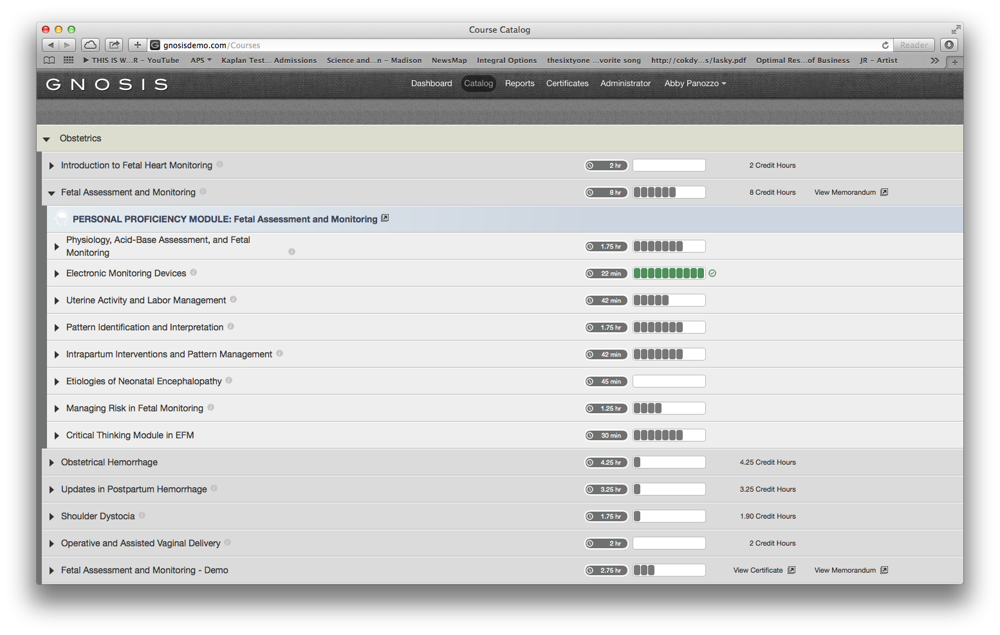 Course Catalog
gnosisdemo.com/Courses
Reader
THIS IS W...R – YouTube APS Kaplan Test... Admissions Science and...n – Madison NewsMap Integral Options thesixtyone ...vorite song http://cokdy...s/lasky.pdf Optimal Res...of Business JR – Artist
GNOSIS
Dashboard Catalog Reports Certificates Administrator Abby Panozzo
Obstetrics
Introduction to Fetal Heart Monitoring 2 hr 2 Credit Hours
Fetal Assessment and Monitoring 8 hr 8 Credit Hours View Memorandum
PERSONAL PROFICIENCY MODULE: Fetal Assessment and Monitoring
Physiology, Acid-Base Assessment, and Fetal
Monitoring 1.75 hr
Electronic Monitoring Devices 22 min
Uterine Activity and Labor Management 42 min
Pattern Identification and Interpretation 1.75 hr
Intrapartum Interventions and Pattern Management 42 min
Etiologies of Neonatal Encephalopathy 45 min
Managing Risk in Fetal Monitoring 1.25 hr
Critical Thinking Module in EFM 30 min
Obstetrical Hemorrhage 4.25 hr 4.25 Credit Hours
Updates in Postpartum Hemorrhage 3.25 hr 3.25 Credit Hours
Shoulder Dystocia 1.75 hr 1.90 Credit Hours
Operative and Assisted Vaginal Delivery 2 hr 2 Credit Hours
Fetal Assessment and Monitoring - Demo 2.75 hr View Certificate View Memorandum